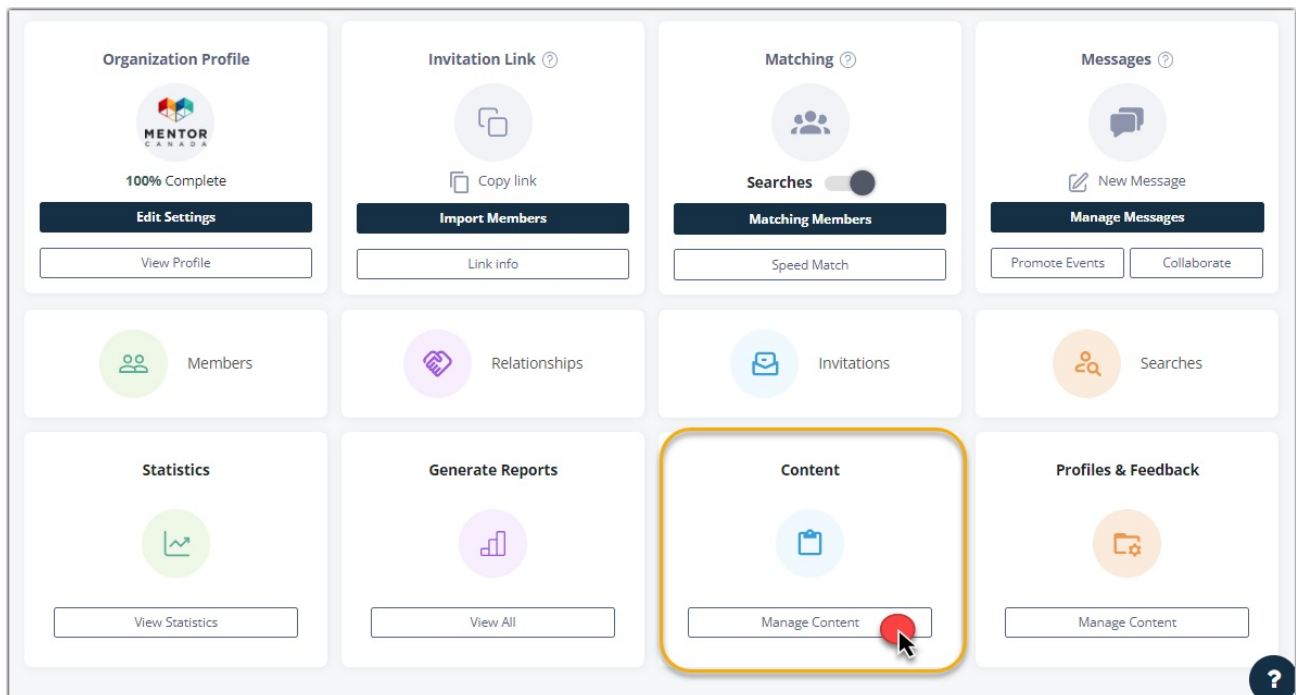 Organization Profile
MENTOR
CANADA
100% Complete
Edit Settings
View Profile
Invitation Link ?
Copy link
Import Members
Link info
Matching ?
Searches
Matching Members
Speed Match
Messages ?
New Message
Manage Messages
Promote Events
Collaborate
Members
Relationships
Invitations
Searches
Statistics
View Statistics
Generate Reports
View All
Content
Manage Content
Profiles & Feedback
Manage Content
?